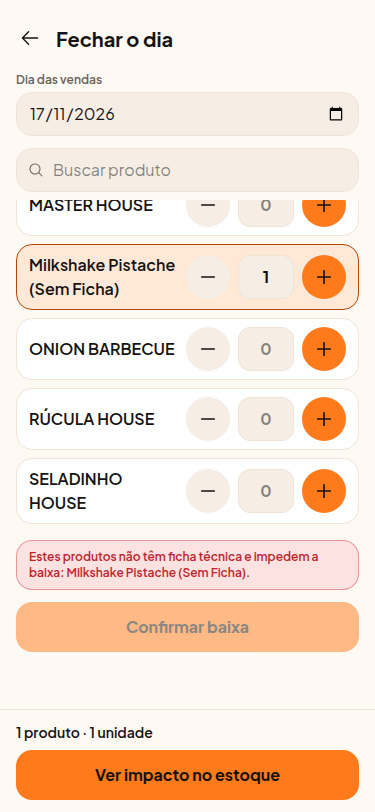 Fechar o dia
Dia das vendas
17/11/2026
Buscar produto
MASTER HOUSE
0
Milkshake Pistache
(Sem Ficha)
1
ONION BARBECUE
0
RÚCULA HOUSE
0
SELADINHO
HOUSE
0
Estes produtos não têm ficha técnica e impedem a
baixa: Milkshake Pistache (Sem Ficha).
Confirmar baixa
1 produto · 1 unidade
Ver impacto no estoque